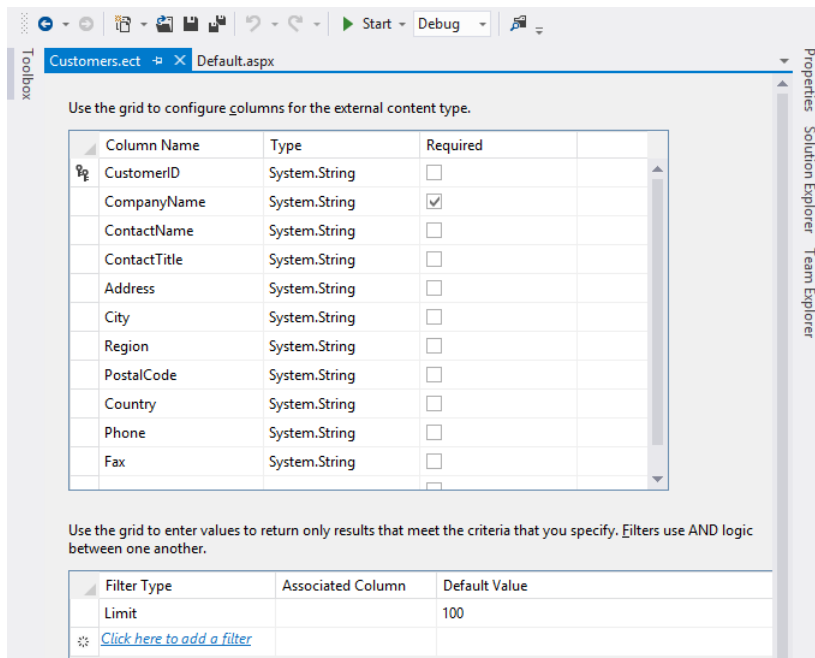 Start Debug
Toolbox
Customers.ect Default.aspx
Properties
Solution Explorer
Team Explorer
Use the grid to configure columns for the external content type.
Column Name Type Required
CustomerID System.String
CompanyName System.String
ContactName System.String
ContactTitle System.String
Address System.String
City System.String
Region System.String
PostalCode System.String
Country System.String
Phone System.String
Fax System.String
Use the grid to enter values to return only results that meet the criteria that you specify. Filters use AND logic
between one another.
Filter Type Associated Column Default Value
Limit 100
Click here to add a filter